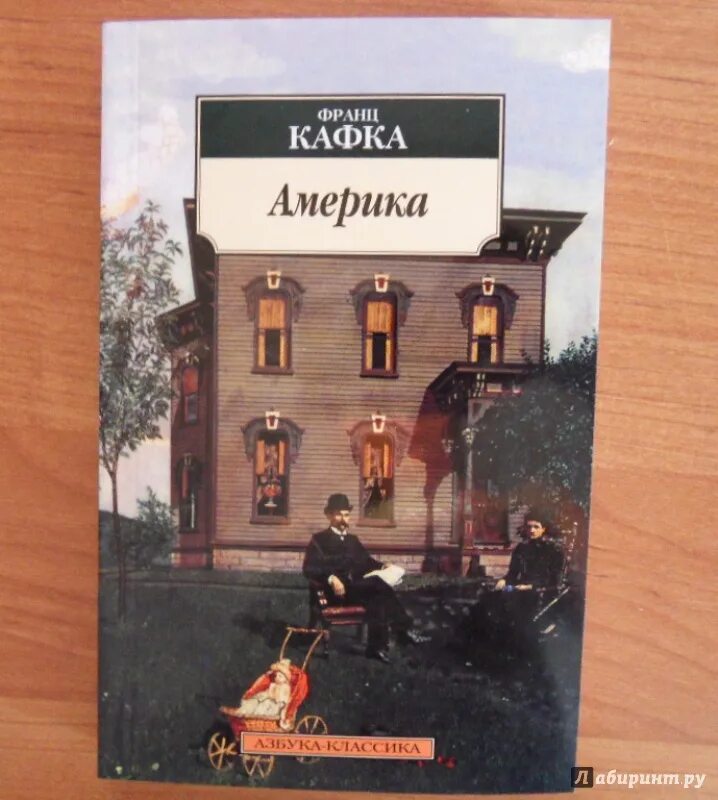 ФРАНЦ
КАФКА
Америка
АЗБУКА-КЛАССИКА
Лабиринт.ру